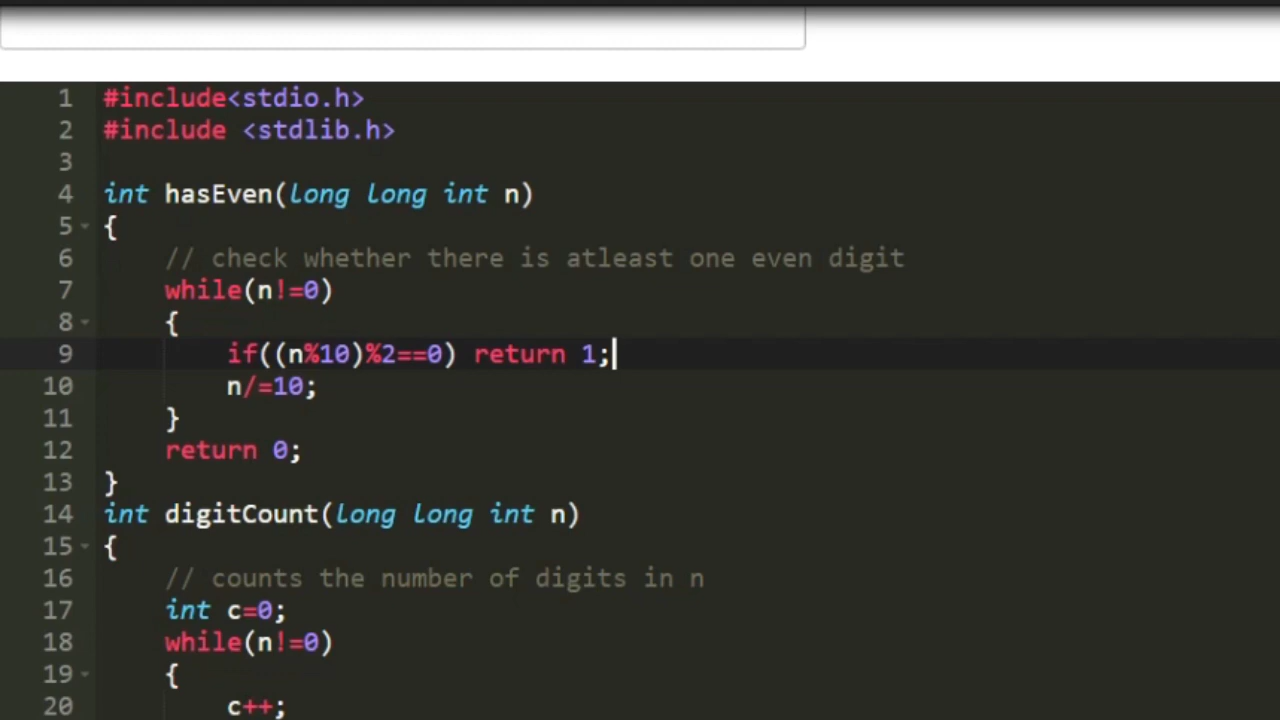 1 #include<stdio.h>
2 #include <stdlib.h>
3
4 int hasEven(long long int n)
5 {
6 // check whether there is atleast one even digit
7 while(n!=0)
8 {
9 if((n%10)%2==0) return 1;
10 n/=10;
11 }
12 return 0;
13 }
14 int digitCount(long long int n)
15 {
16 // counts the number of digits in n
17 int c=0;
18 while(n!=0)
19 {
20 c++;